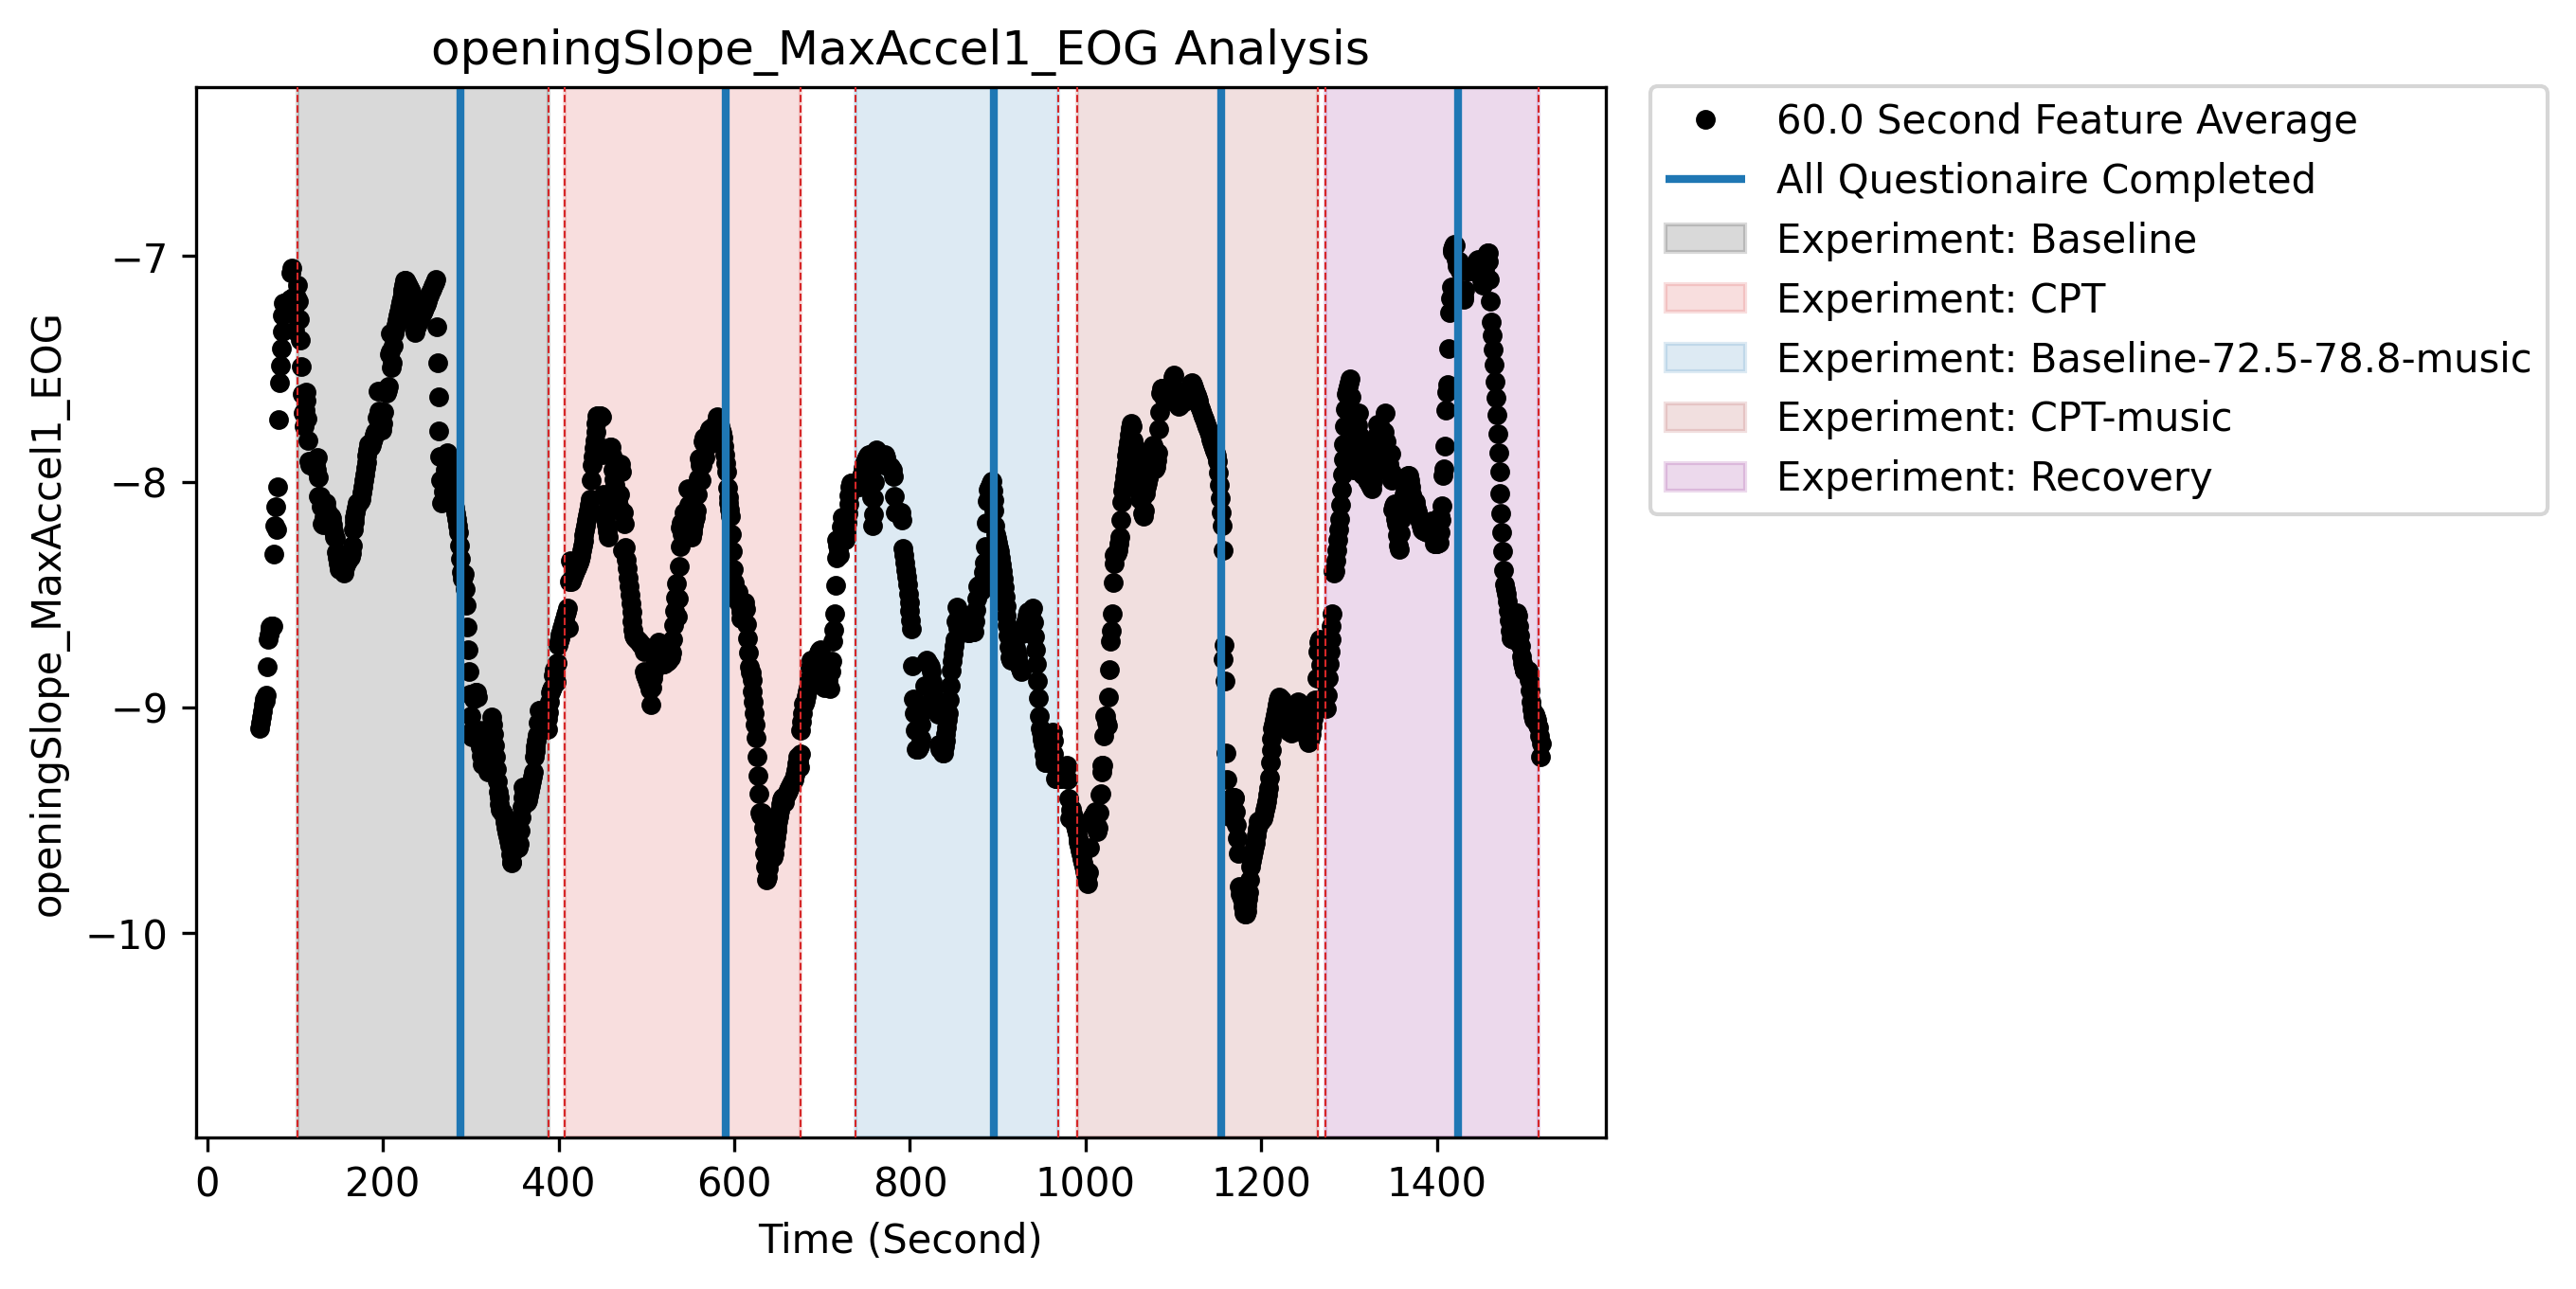 openingSlope_MaxAccel1_EOG Analysis
openingSlope_MaxAccel1_EOG
−7
−8
−9
−10
0 200 400 600 800 1000 1200 1400
Time (Second)
60.0 Second Feature Average
All Questionaire Completed
Experiment: Baseline
Experiment: CPT
Experiment: Baseline-72.5-78.8-music
Experiment: CPT-music
Experiment: Recovery